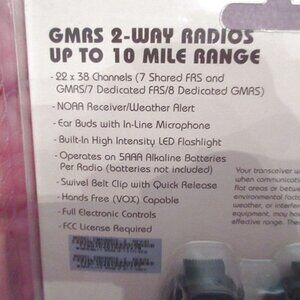 GMRS 2-WAY RADIOS
UP TO 10 MILE RANGE
- 22 x 38 Channels (7 Shared FRS and
GMRS/7 Dedicated FRS/8 Dedicated GMRS)
- NOAA Receiver/Weather Alert
- Ear Buds with In-Line Microphone
- Built-In High Intensity LED Flashlight
- Operates on 5AAA Alkaline Batteries
Per Radio (batteries not included)
- Swivel Belt Clip with Quick Release
- Hands Free (VOX) Capable
- Full Electronic Controls
- FCC License Required
Your transceiver w
when communicati
flat areas or betwe
environmental facto
weather, or interfere
equipment, may ha
effective range. The